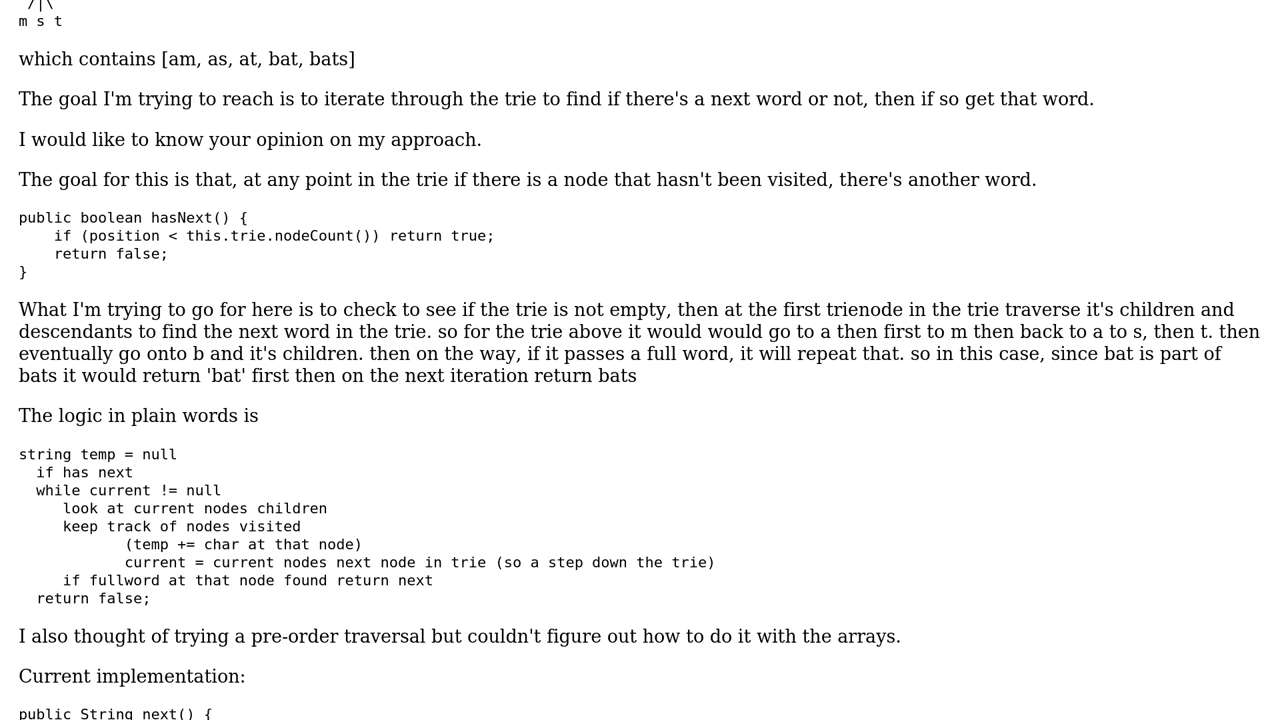 /|\
m s t
which contains [am, as, at, bat, bats]
The goal I'm trying to reach is to iterate through the trie to find if there's a next word or not, then if so get that word.
I would like to know your opinion on my approach.
The goal for this is that, at any point in the trie if there is a node that hasn't been visited, there's another word.
public boolean hasNext() {
    if (position < this.trie.nodeCount()) return true;
    return false;
}
What I'm trying to go for here is to check to see if the trie is not empty, then at the first trienode in the trie traverse it's children and
descendants to find the next word in the trie. so for the trie above it would would go to a then first to m then back to a to s, then t. then
eventually go onto b and it's children. then on the way, if it passes a full word, it will repeat that. so in this case, since bat is part of
bats it would return 'bat' first then on the next iteration return bats
The logic in plain words is
string temp = null
  if has next
  while current != null
     look at current nodes children
     keep track of nodes visited
            (temp += char at that node)
            current = current nodes next node in trie (so a step down the trie)
     if fullword at that node found return next
  return false;
I also thought of trying a pre-order traversal but couldn't figure out how to do it with the arrays.
Current implementation:
public String next() {